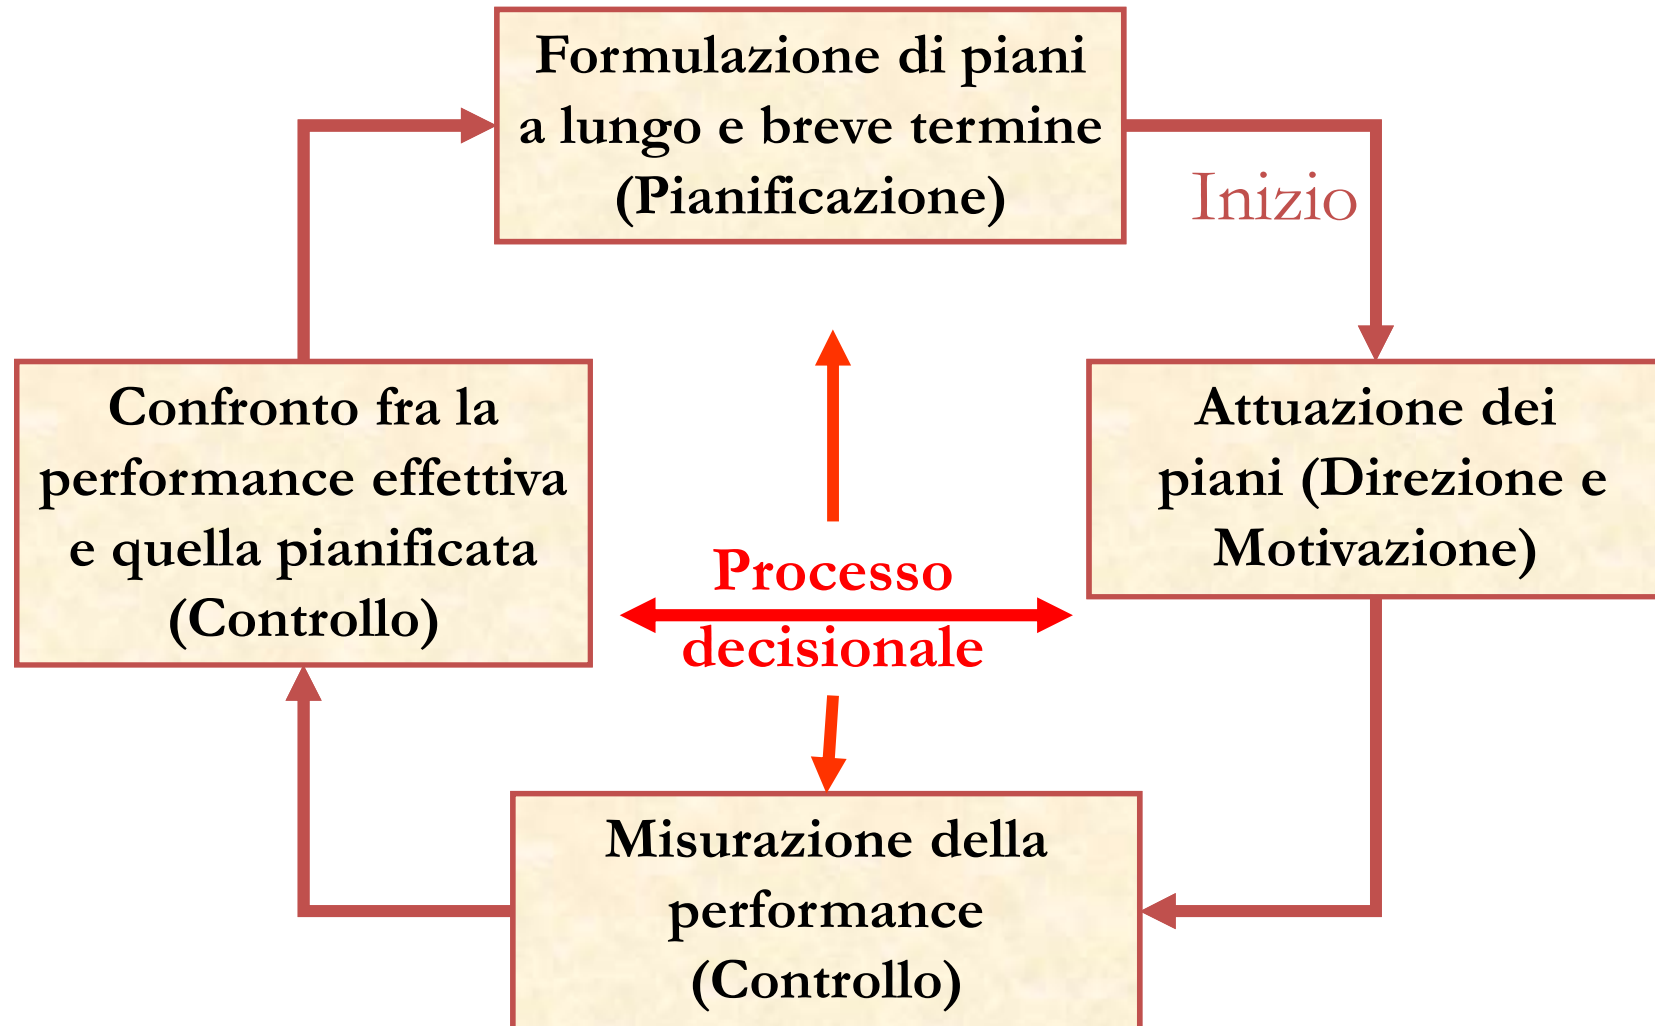 Formulazione di piani
a lungo e breve termine
(Pianificazione)
Inizio
Confronto fra la
performance effettiva
e quella pianificata
(Controllo)
Attuazione dei
piani (Direzione e
Motivazione)
Processo
decisionale
Misurazione della
performance
(Controllo)